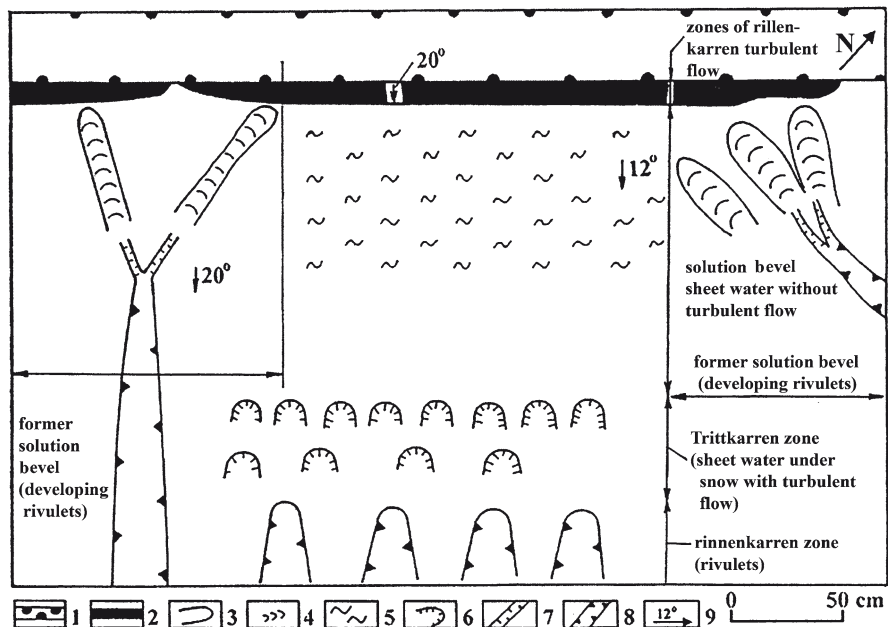 zones of rillen-
karren turbulent
flow
N
20°
12°
20°
solution bevel
sheet water without
turbulent flow
former solution bevel
(developing rivulets)
former
solution
bevel
(developing
rivulets)
Trittkarren zone
(sheet water under
snow with turbulent
flow)
rinnenkarren zone
(rivulets)
1 2 3 4 5 6 7 8 12° 9 0 50 cm